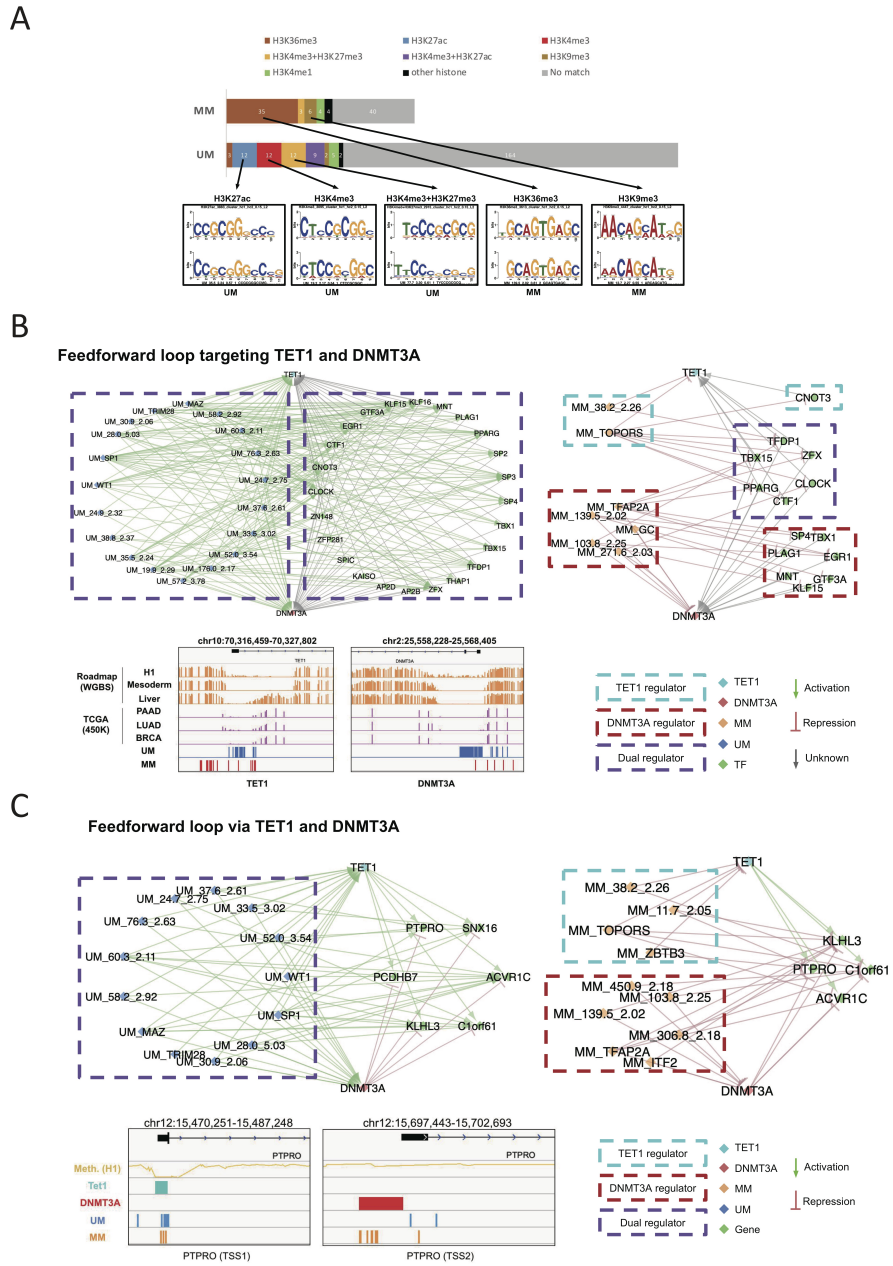 A
H3K36me3
H3K27ac
H3K4me3
H3K4me3+H3K27me3
H3K4me3+H3K27ac
H3K9me3
H3K4me1
other histone
No match
MM
35
6
4
4
40
UM
3
12
12
12
9
2
5
2
164
H3K27ac
H3K4me3
H3K4me3+H3K27me3
H3K36me3
H3K9me3
UM
UM
UM
MM
MM
B
Feedforward loop targeting TET1 and DNMT3A
TET1
UM_MAZ
UM_TRIM28
UM_58.2_2.92
UM_30.9_2.06
UM_28.0_5.03
UM_60.3_2.11
UM_SP1
UM_76.3_2.63
UM_WT1
UM_24.7_2.75
UM_24.9_2.32
UM_37.6_2.61
UM_38.8_2.37
UM_33.5_3.02
UM_35.5_2.24
UM_52.0_3.54
UM_19.9_2.29
UM_176.0_2.17
UM_57.2_3.78
KLF15
KLF16
GTF3A
MNT
EGR1
PLAG1
CTF1
PPARG
CNOT3
SP2
SP3
CLOCK
SP4
ZN148
TBX1
ZFP281
TBX15
SPIC
TFDP1
KAISO
THAP1
AP2D
AP2B
ZFX
DNMT3A
TET1
CNOT3
MM_38.2_2.26
MM_TOPORS
TFDP1
TBX15
ZFX
PPARG
CLOCK
CTF1
MM_TFAP2A
MM_139.5_2.02
MM_GC
MM_103.8_2.25
MM_271.6_2.03
SP4
TBX1
PLAG1
EGR1
MNT
GTF3A
KLF15
DNMT3A
chr10:70,316,459-70,327,802
chr2:25,558,228-25,568,405
TET1
DNMT3A
Roadmap
(WGBS)
H1
Mesoderm
Liver
TCGA
(450K)
PAAD
LUAD
BRCA
UM
MM
TET1
DNMT3A
TET1 regulator
DNMT3A regulator
Dual regulator
TET1
DNMT3A
MM
UM
TF
Activation
Repression
Unknown
C
Feedforward loop via TET1 and DNMT3A
TET1
UM_37.6_2.61
UM_24.7_2.75
UM_33.5_3.02
UM_76.3_2.63
UM_52.0_3.54
UM_60.3_2.11
UM_WT1
UM_58.2_2.92
UM_SP1
UM_MAZ
UM_28.0_5.03
UM_TRIM28
UM_30.9_2.06
PTPRO
SNX16
PCDHB7
ACVR1C
KLHL3
C1orf61
DNMT3A
TET1
MM_38.2_2.26
MM_11.7_2.05
MM_TOPORS
MM_ZBTB3
MM_450.9_2.18
MM_103.8_2.25
MM_139.5_2.02
MM_306.8_2.18
MM_TFAP2A
MM_ITF2
KLHL3
PTPRO
C1orf61
ACVR1C
DNMT3A
chr12:15,470,251-15,487,248
chr12:15,697,443-15,702,693
PTPRO
PTPRO
Meth. (H1)
Tet1
DNMT3A
UM
MM
PTPRO (TSS1)
PTPRO (TSS2)
TET1 regulator
DNMT3A regulator
Dual regulator
TET1
DNMT3A
MM
UM
Gene
Activation
Repression